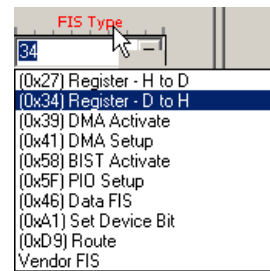 FIS Type
34
(0x27) Register - H to D
(0x34) Register - D to H
(0x39) DMA Activate
(0x41) DMA Setup
(0x58) BIST Activate
(0x5F) PIO Setup
(0x46) Data FIS
(0xA1) Set Device Bit
(0xD9) Route
Vendor FIS